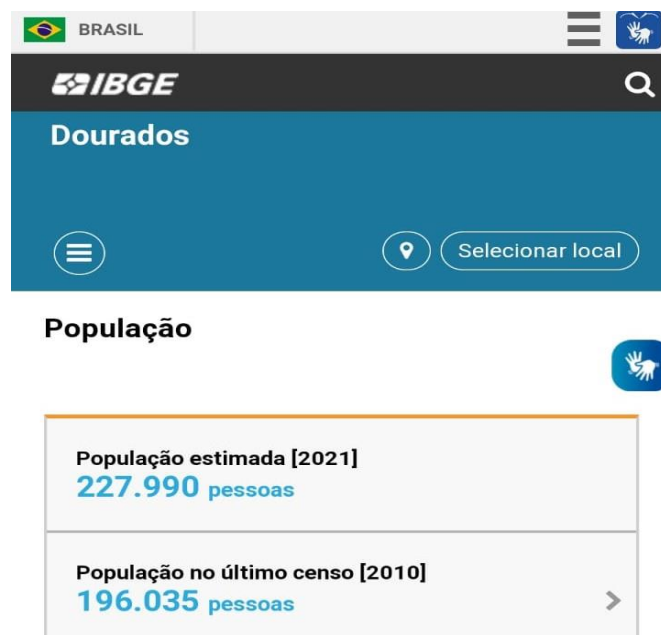 BRASIL
IBGE
Dourados
Selecionar local
População
População estimada [2021]
227.990 pessoas
População no último censo [2010]
196.035 pessoas